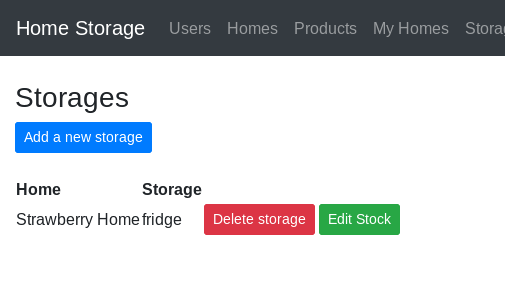 Home Storage Users Homes Products My Homes
Storages
Add a new storage
Home Storage
Strawberry Home fridge Delete storage Edit Stock